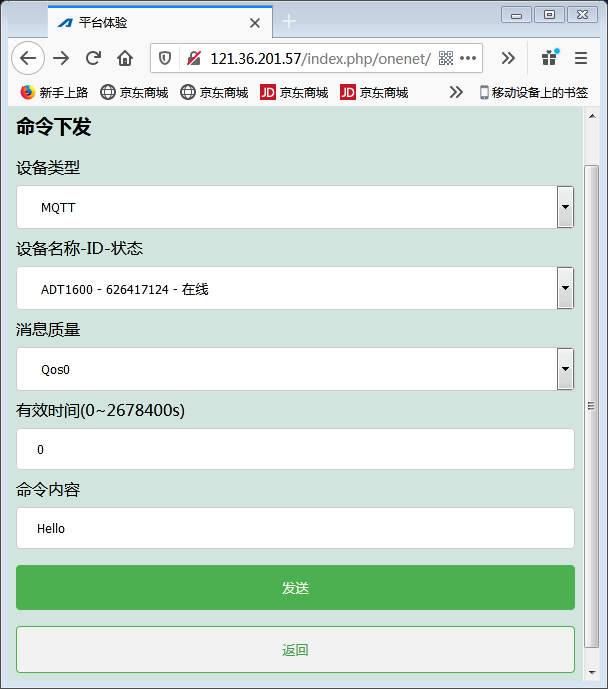 平台体验
121.36.201.57/index.php/onenet/
新手上路 京东商城 京东商城 JD 京东商城 JD 京东商城 移动设备上的书签
命令下发
设备类型
MQTT
设备名称-ID-状态
ADT1600 - 626417124 - 在线
消息质量
Qos0
有效时间(0~2678400s)
0
命令内容
Hello
发送
返回